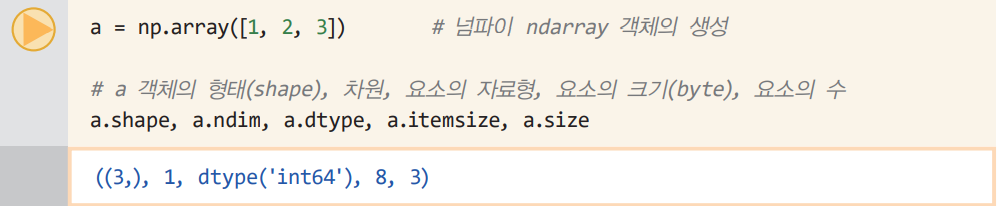 a = np.array([1, 2, 3]) # 넘파이 ndarray 객체의 생성
# a 객체의 형태(shape), 차원, 요소의 자료형, 요소의 크기(byte), 요소의 수
a.shape, a.ndim, a.dtype, a.itemsize, a.size
((3,), 1, dtype('int64'), 8, 3)